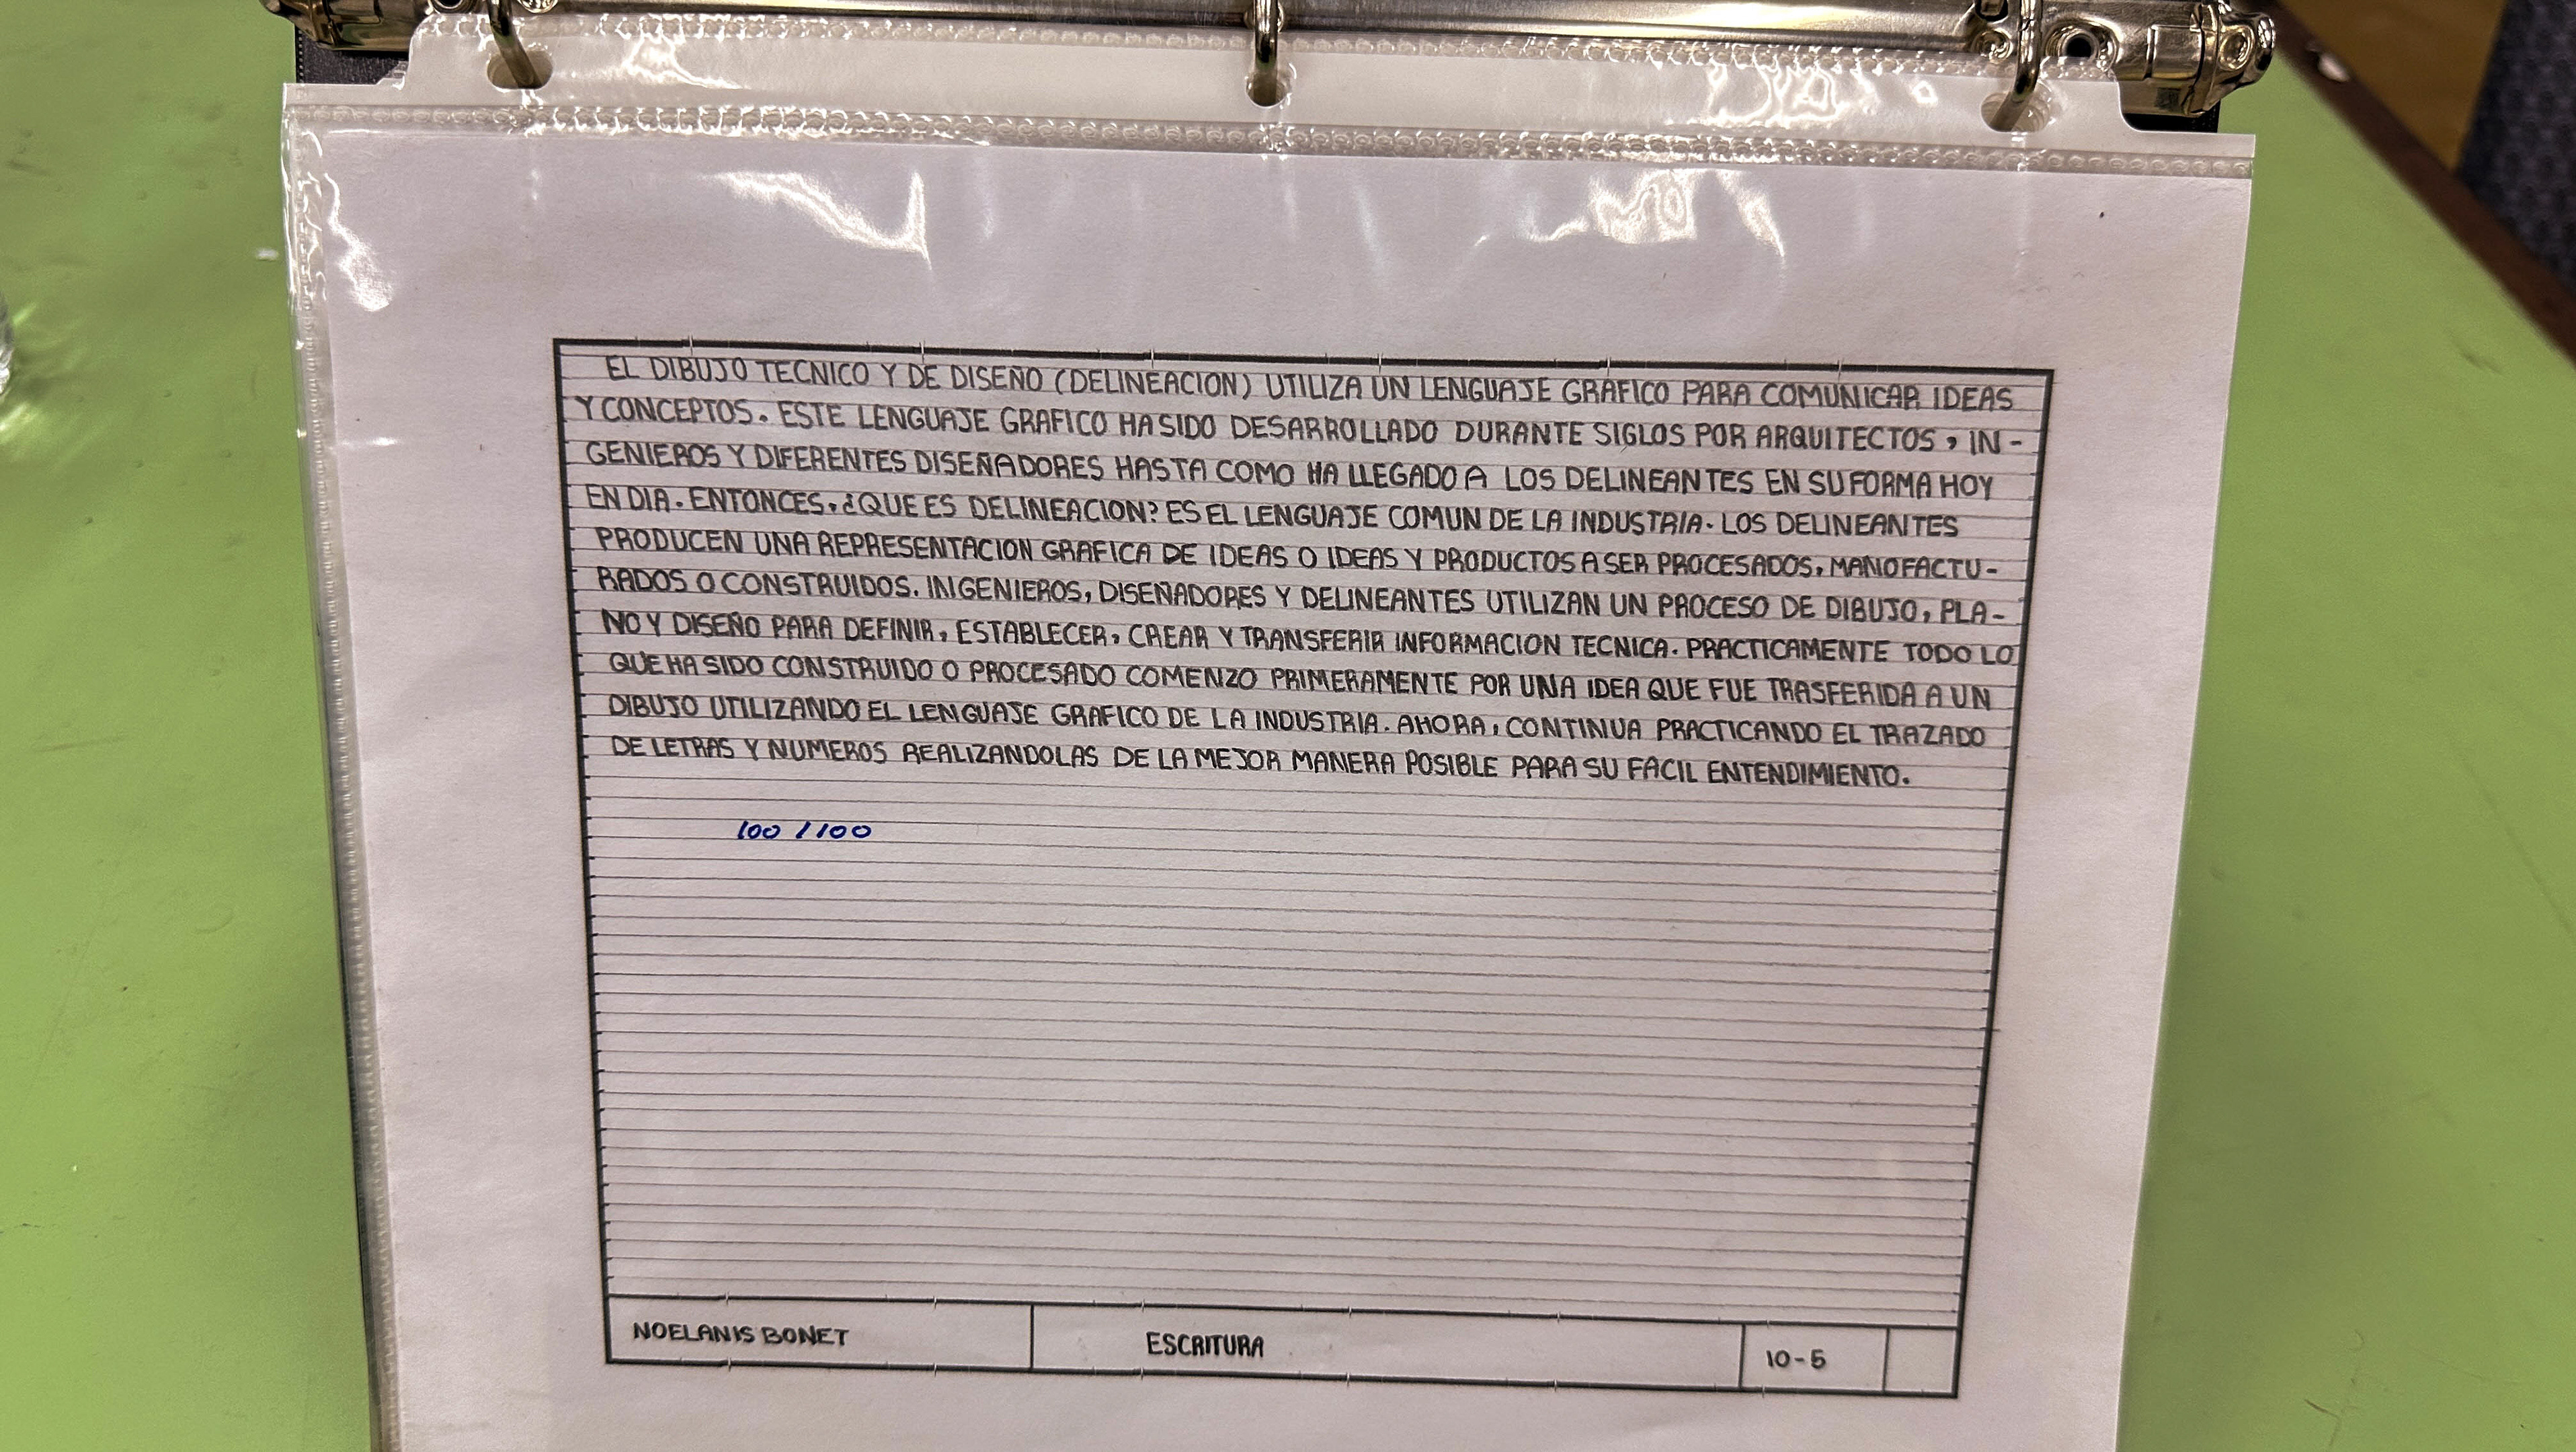 EL DIBUJO TECNICO Y DE DISEÑO (DELINEACION) UTILIZA UN LENGUAJE GRAFICO PARA COMUNICAR IDEAS
Y CONCEPTOS. ESTE LENGUAJE GRAFICO HA SIDO DESARROLLADO DURANTE SIGLOS POR ARQUITECTOS, IN-
GENIEROS Y DIFERENTES DISEÑADORES HASTA COMO HA LLEGADO A LOS DELINEANTES EN SU FORMA HOY
EN DIA. ENTONCES, ¿QUE ES DELINEACION? ES EL LENGUAJE COMUN DE LA INDUSTRIA. LOS DELINEANTES
PRODUCEN UNA REPRESENTACION GRAFICA DE IDEAS O IDEAS Y PRODUCTOS A SER PROCESADOS, MANOFACTU-
RADOS O CONSTRUIDOS. INGENIEROS, DISEÑADORES Y DELINEANTES UTILIZAN UN PROCESO DE DIBUJO, PLA-
NO Y DISEÑO PARA DEFINIR, ESTABLECER, CREAR Y TRANSFERIR INFORMACION TECNICA. PRACTICAMENTE TODO LO
QUE HA SIDO CONSTRUIDO O PROCESADO COMENZO PRIMERAMENTE POR UNA IDEA QUE FUE TRASFERIDA A UN
DIBUJO UTILIZANDO EL LENGUAJE GRAFICO DE LA INDUSTRIA. AHORA, CONTINUA PRACTICANDO EL TRAZADO
DE LETRAS Y NUMEROS REALIZANDOLAS DE LA MEJOR MANERA POSIBLE PARA SU FACIL ENTENDIMIENTO.
100 / 100
NOELANIS BONET
ESCRITURA
10-5